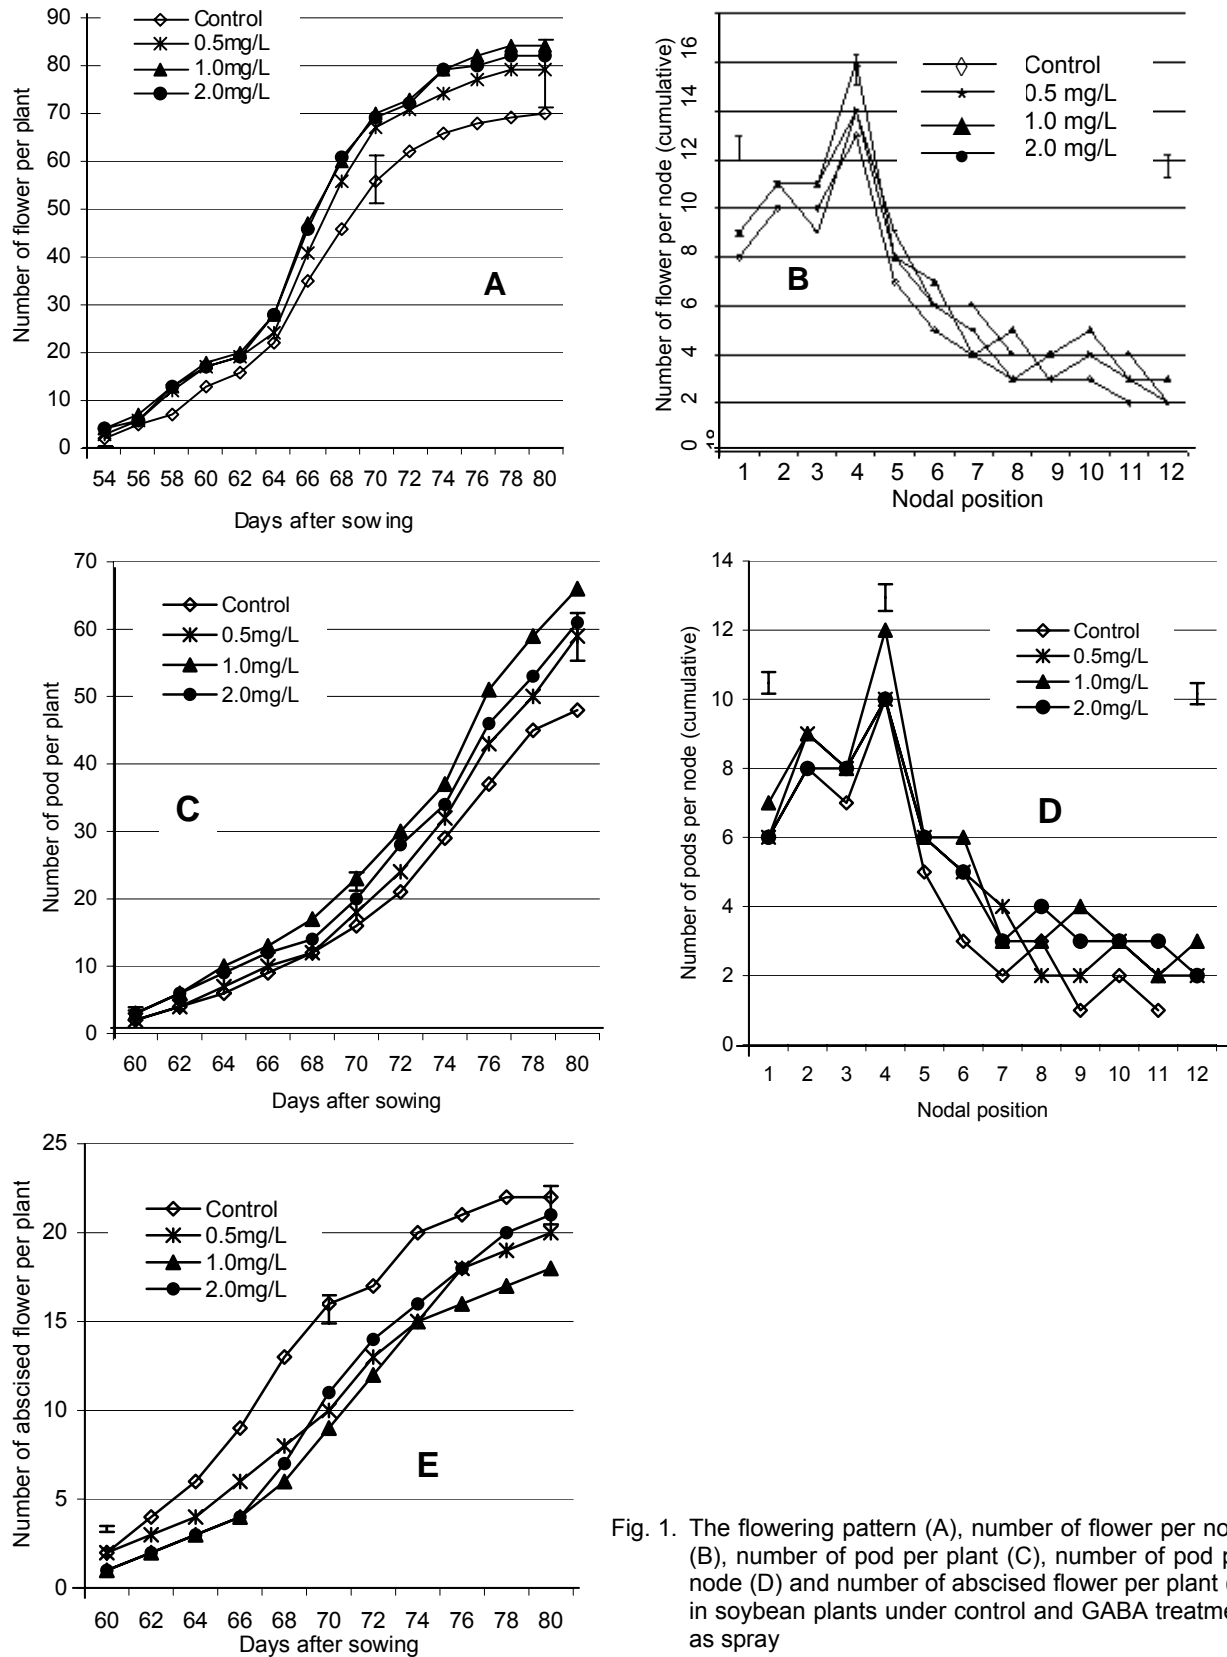 90
80
70
60
50
40
30
20
10
0
Number of flower per plant
Control
0.5mg/L
1.0mg/L
2.0mg/L
A
54 56 58 60 62 64 66 68 70 72 74 76 78 80
Days after sowing
16
14
12
10
8
6
4
2
0
18
Number of flower per node (cumulative)
Control
0.5 mg/L
1.0 mg/L
2.0 mg/L
B
1 2 3 4 5 6 7 8 9 10 11 12
Nodal position
70
60
50
40
30
20
10
0
Number of pod per plant
Control
0.5mg/L
1.0mg/L
2.0mg/L
C
60 62 64 66 68 70 72 74 76 78 80
Days after sowing
14
12
10
8
6
4
2
0
Number of pods per node (cumulative)
Control
0.5mg/L
1.0mg/L
2.0mg/L
D
1 2 3 4 5 6 7 8 9 10 11 12
Nodal position
25
20
15
10
5
0
Number of abscised flower per plant
Control
0.5mg/L
1.0mg/L
2.0mg/L
E
60 62 64 66 68 70 72 74 76 78 80
Days after sowing
Fig. 1. The flowering pattern (A), number of flower per no
(B), number of pod per plant (C), number of pod p
node (D) and number of abscised flower per plant (
in soybean plants under control and GABA treatme
as spray